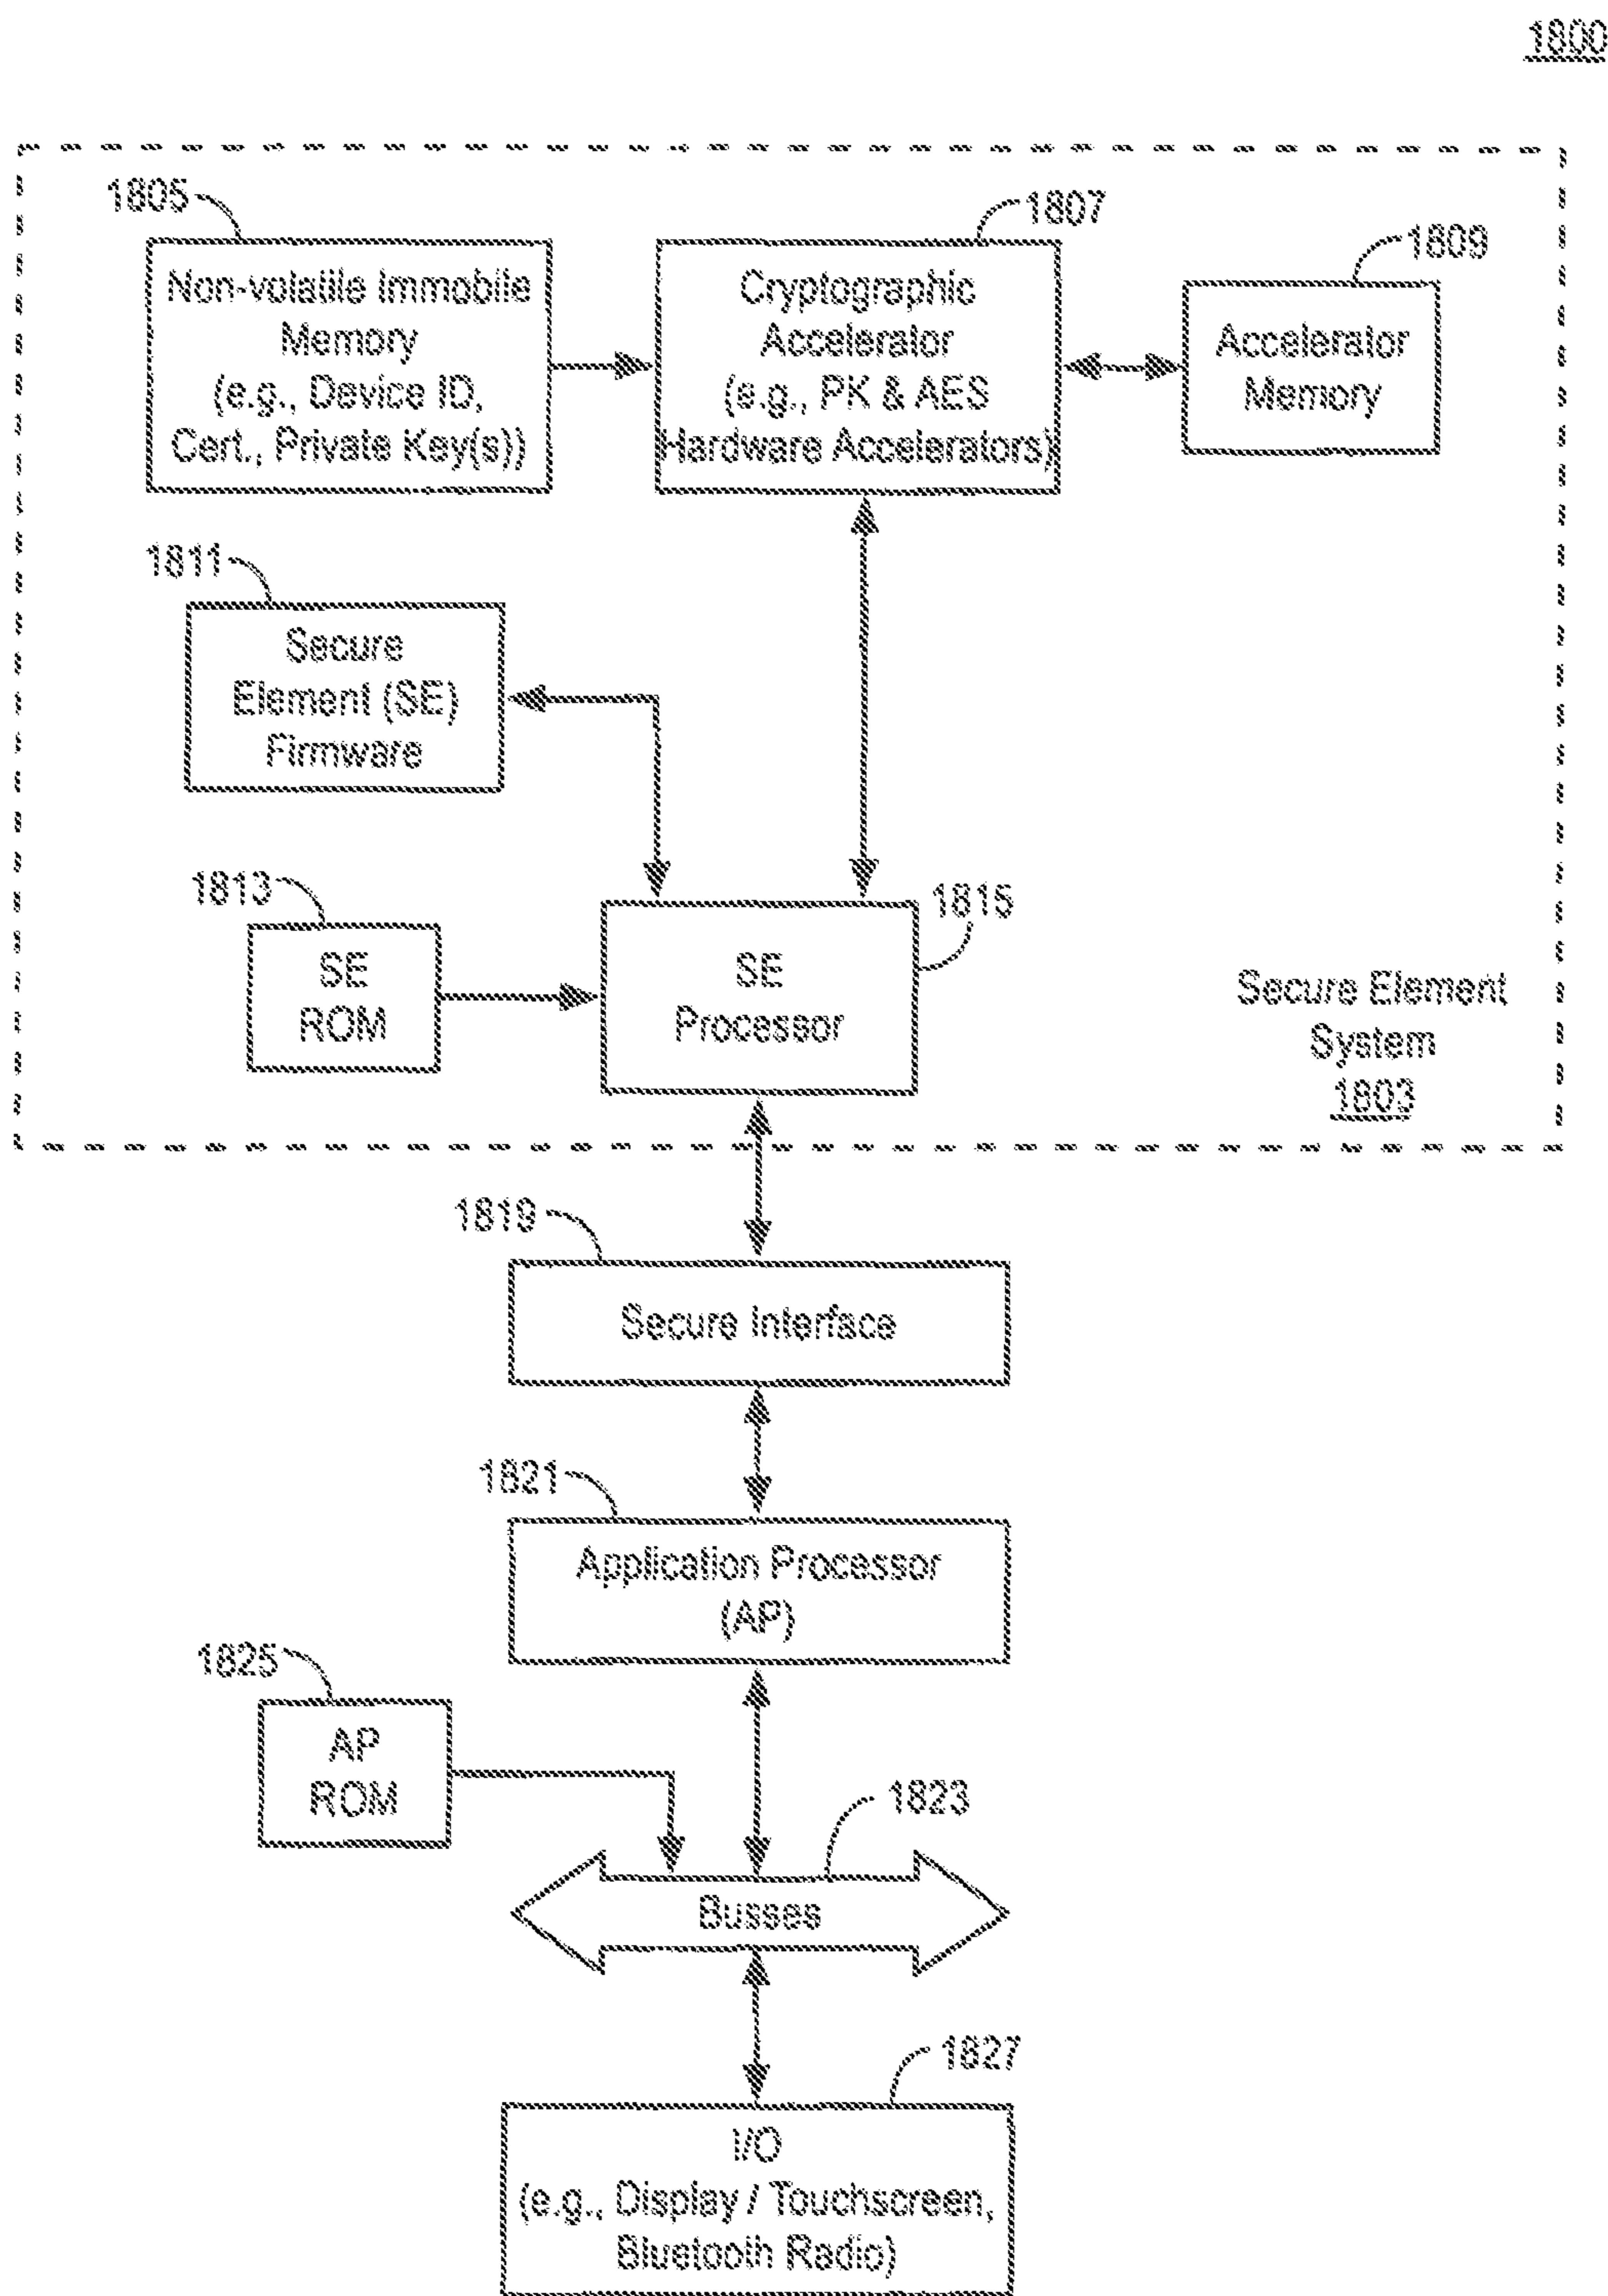 1800
1805
1807
1809
Non-volatile Immobile
Memory
(e.g., Device ID,
Cert., Private Key(s))
Cryptographic
Accelerator
(e.g., PK & AES
Hardware Accelerators)
Accelerator
Memory
1811
Secure
Element (SE)
Firmware
1813
SE
ROM
1815
SE
Processor
Secure Element
System
1803
1819
Secure Interface
1821
Application Processor
(AP)
1825
AP
ROM
1823
Busses
1827
I/O
(e.g., Display / Touchscreen,
Bluetooth Radio)